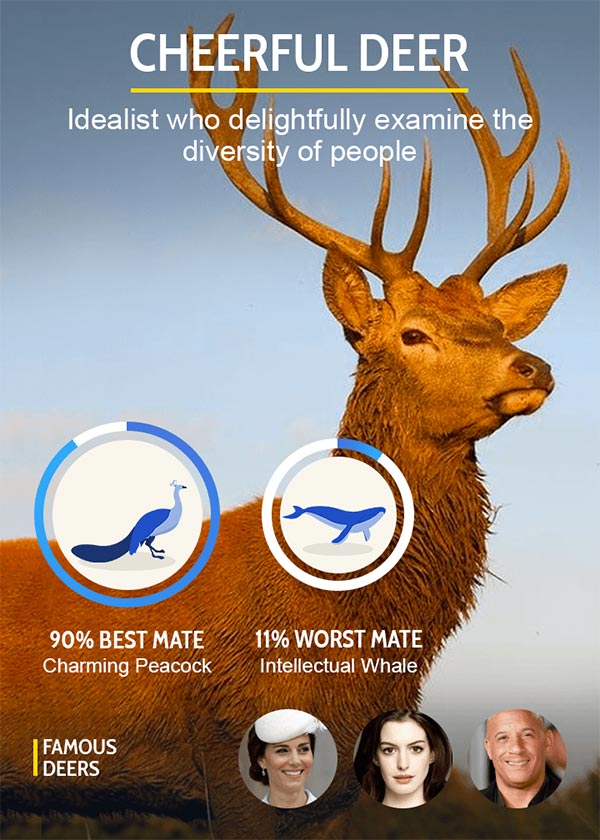 CHEERFUL DEER
Idealist who delightfully examine the
diversity of people
90% BEST MATE
Charming Peacock
11% WORST MATE
Intellectual Whale
FAMOUS
DEERS